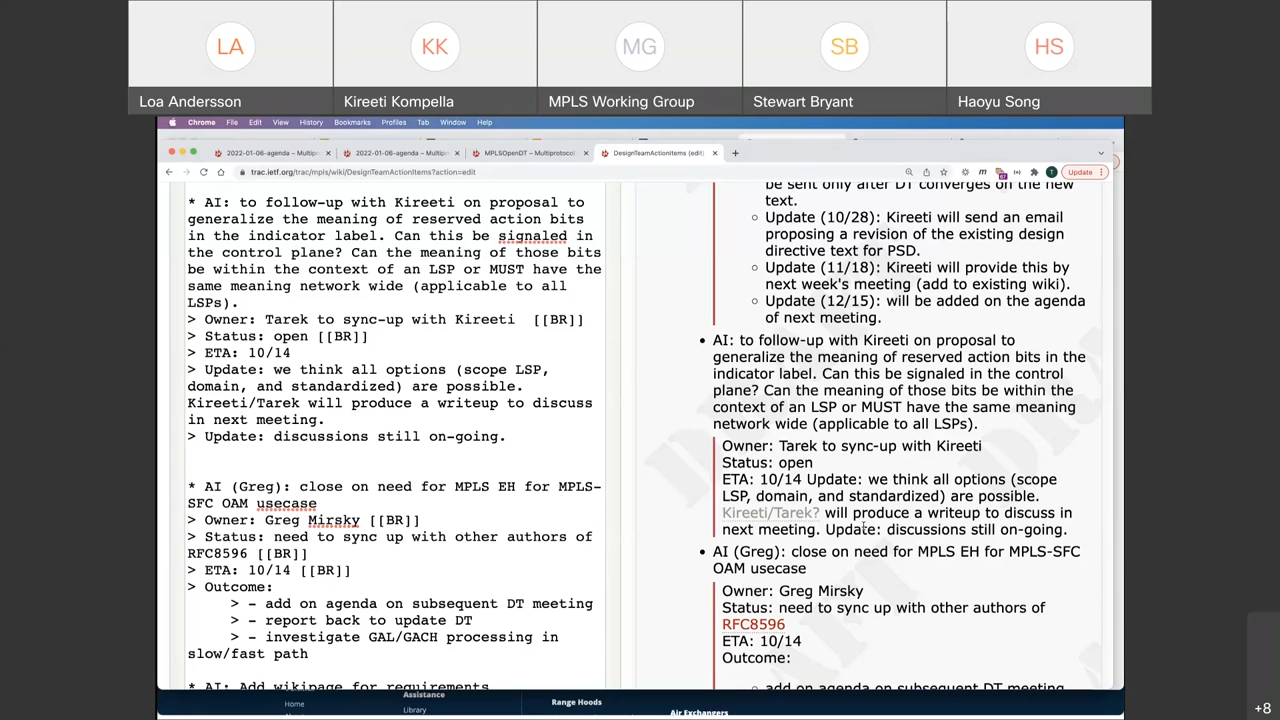 LA
KK
MG
SB
HS
Loa Andersson
Kireeti Kompella
MPLS Working Group
Stewart Bryant
Haoyu Song
Chrome File Edit View History Bookmarks Profiles Tab Window Help
2022-01-06-agenda – Multipro
2022-01-06-agenda – Multipro
MPLSOpenDT – Multiprotocol
DesignTeamActionItems (edit)
trac.ietf.org/trac/mpls/wiki/DesignTeamActionItems?action=edit
Update
* AI: to follow-up with Kireeti on proposal to
generalize the meaning of reserved action bits
in the indicator label. Can this be signaled in
the control plane? Can the meaning of those bits
be within the context of an LSP or MUST have the
same meaning network wide (applicable to all
LSPs).
> Owner: Tarek to sync-up with Kireeti [[BR]]
> Status: open [[BR]]
> ETA: 10/14
> Update: we think all options (scope LSP,
domain, and standardized) are possible.
Kireeti/Tarek will produce a writeup to discuss
in next meeting.
> Update: discussions still on-going.
* AI (Greg): close on need for MPLS EH for MPLS-
SFC OAM usecase
> Owner: Greg Mirsky [[BR]]
> Status: need to sync up with other authors of
RFC8596 [[BR]]
> ETA: 10/14 [[BR]]
> Outcome:
> - add on agenda on subsequent DT meeting
> - report back to update DT
> - investigate GAL/GACH processing in
slow/fast path
* AI: Add wikipage for requirements
be sent only after DT converges on the new
text.
Update (10/28): Kireeti will send an email
proposing a revision of the existing design
directive text for PSD.
Update (11/18): Kireeti will provide this by
next week's meeting (add to existing wiki).
Update (12/15): will be added on the agenda
of next meeting.
AI: to follow-up with Kireeti on proposal to
generalize the meaning of reserved action bits in the
indicator label. Can this be signaled in the control
plane? Can the meaning of those bits be within the
context of an LSP or MUST have the same meaning
network wide (applicable to all LSPs).
Owner: Tarek to sync-up with Kireeti
Status: open
ETA: 10/14 Update: we think all options (scope
LSP, domain, and standardized) are possible.
Kireeti/Tarek? will produce a writeup to discuss in
next meeting. Update: discussions still on-going.
AI (Greg): close on need for MPLS EH for MPLS-SFC
OAM usecase
Owner: Greg Mirsky
Status: need to sync up with other authors of
RFC8596
ETA: 10/14
Outcome:
add on agenda on subsequent DT meeting
Assistance
Home
Library
Range Hoods
Air Exchangers
+8